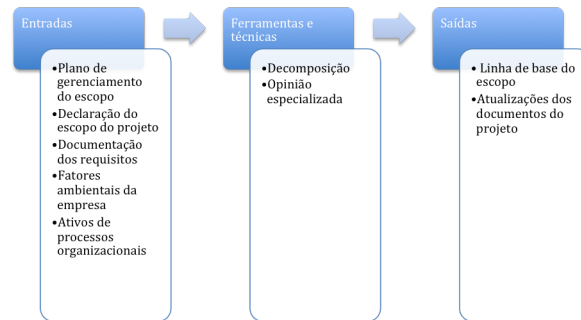 Entradas
•Plano de
gerenciamento
do escopo
•Declaração do
escopo do projeto
•Documentação
dos requisitos
•Fatores
ambientais da
empresa
•Ativos de
processos
organizacionais
Ferramentas e
técnicas
•Decomposição
•Opinião
especializada
Saídas
• Linha de base do
escopo
•Atualizações dos
documentos do
projeto